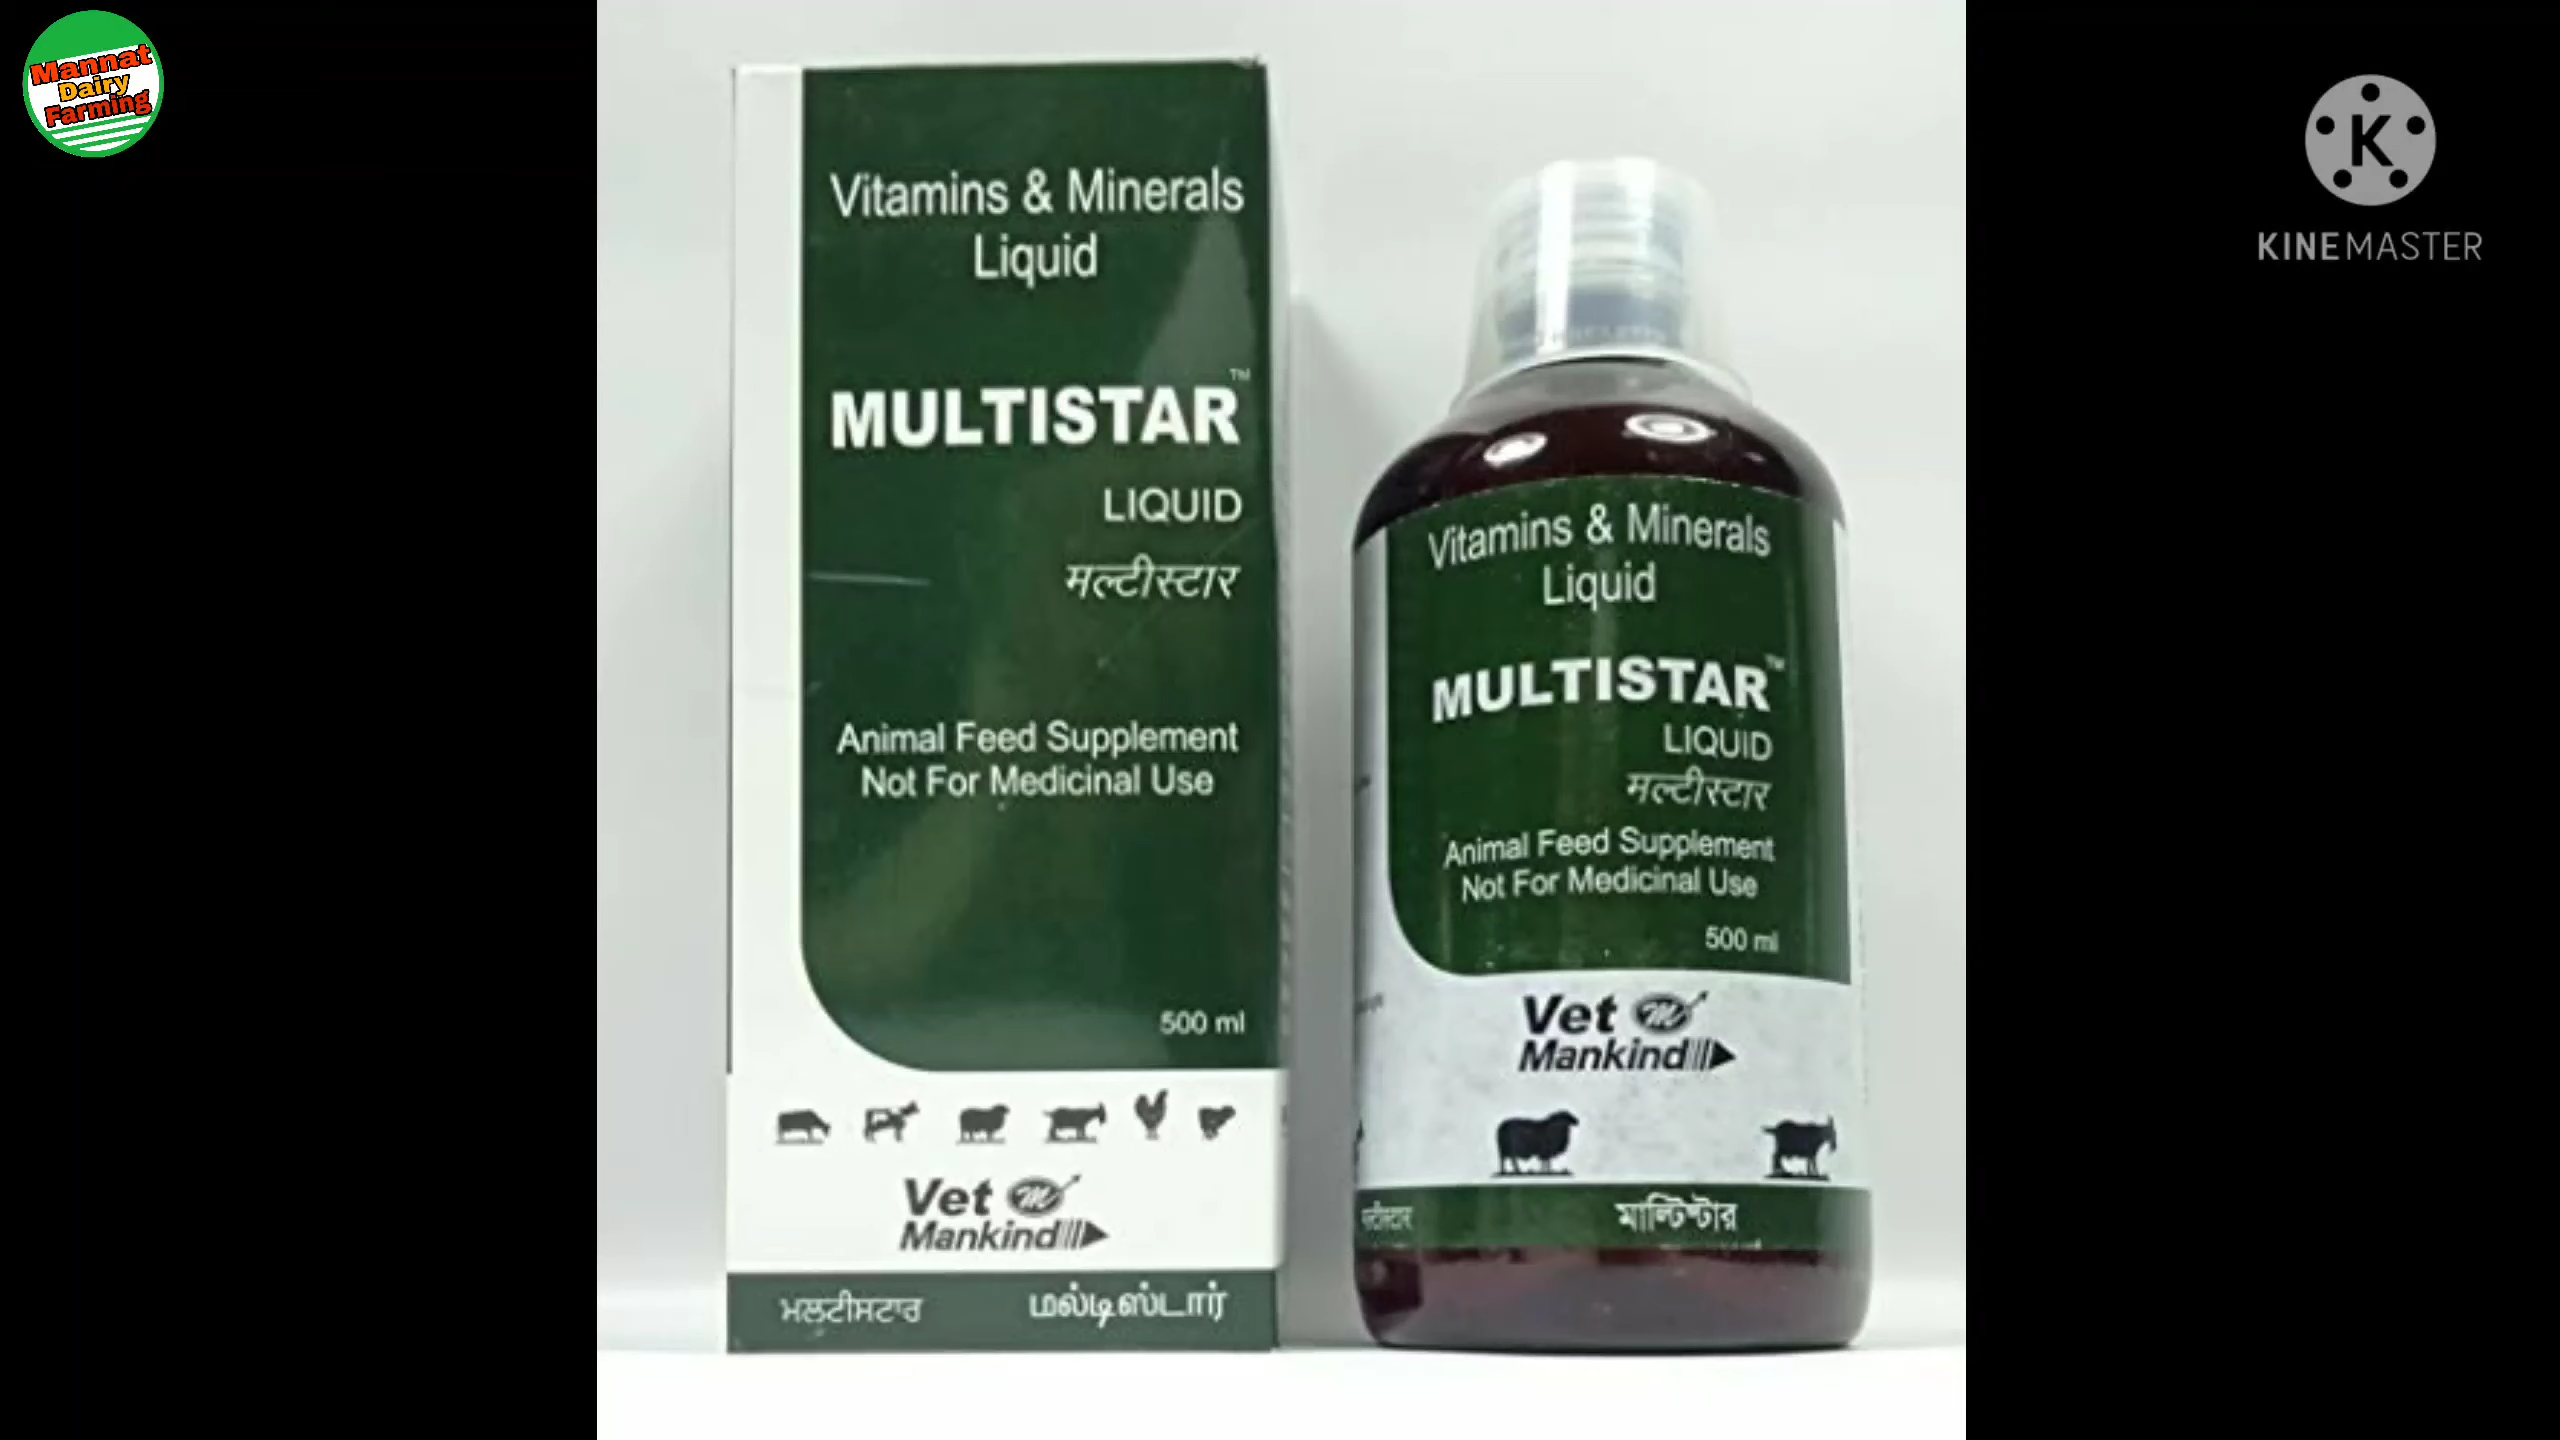 Mannat
Dairy
Farming
K
KINEMASTER
Vitamins & Minerals
Liquid
MULTISTAR™
LIQUID
मल्टीस्टार
Animal Feed Supplement
Not For Medicinal Use
500 ml
Vet
Mankind
ਮਲਟੀਸਟਾਰ மல்டிஸ்டார்
Vitamins & Minerals
Liquid
MULTISTAR™
LIQUID
मल्टीस्टार
Animal Feed Supplement
Not For Medicinal Use
500 ml
Vet
Mankind
মাল্টিষ্টার